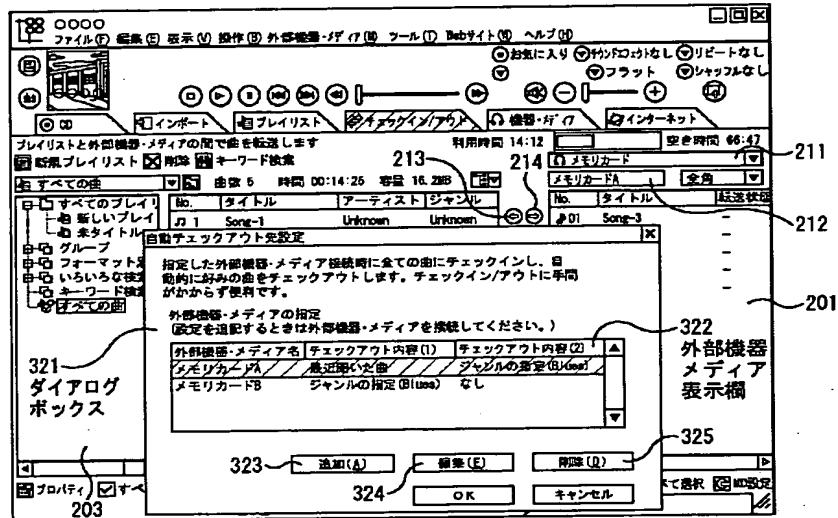 ○○○○
ファイル(F) 編集(E) 表示(V) 操作(B) 外部機器・メディア(M) ツール(T) Webサイト(W) ヘルプ(H)
お気に入り サウンドエフェクトなし リピートなし
フラット シャッフルなし
CD インポート プレイリスト チェックイン/アウト 機器・メディア インターネット
プレイリストと外部機器・メディアの間で曲を転送します 利用時間 14:12 空き時間 66:47
新規プレイリスト 削除 キーワード検索 213 214 メモリカード 211
すべての曲 曲数 5 時間 00:14:26 容量 16.2MB メモリカードA 全角 212
すべてのプレイリ No. タイトル アーティスト ジャンル No. タイトル 転送状態
新しいプレイ 1 Song-1 Unknown Unknown 01 Song-3
未タイトル
グループ
フォーマット
いろいろな検索
キーワード検索
すべての曲
自動チェックアウト先設定
指定した外部機器・メディア接続時に全ての曲にチェックインし、自
動的に好みの曲をチェックアウトします。チェックイン/アウトに手間
がかからず便利です。
201
外部機器・メディアの指定
(設定を追記するときは外部機器・メディアを接続してください。)
322
外部機器・メディア名 チェックアウト内容(1) チェックアウト内容(2)
メモリカードA 最近聞いた曲 ジャンルの指定(Blues)
メモリカードB ジャンルの指定(Blues) なし
321
ダイアログ
ボックス
外部機器
メディア
表示欄
325
323 追加(A) 編集(E) 削除(D)
324 OK キャンセル
プロパティ すべ て選択 MD設定
203